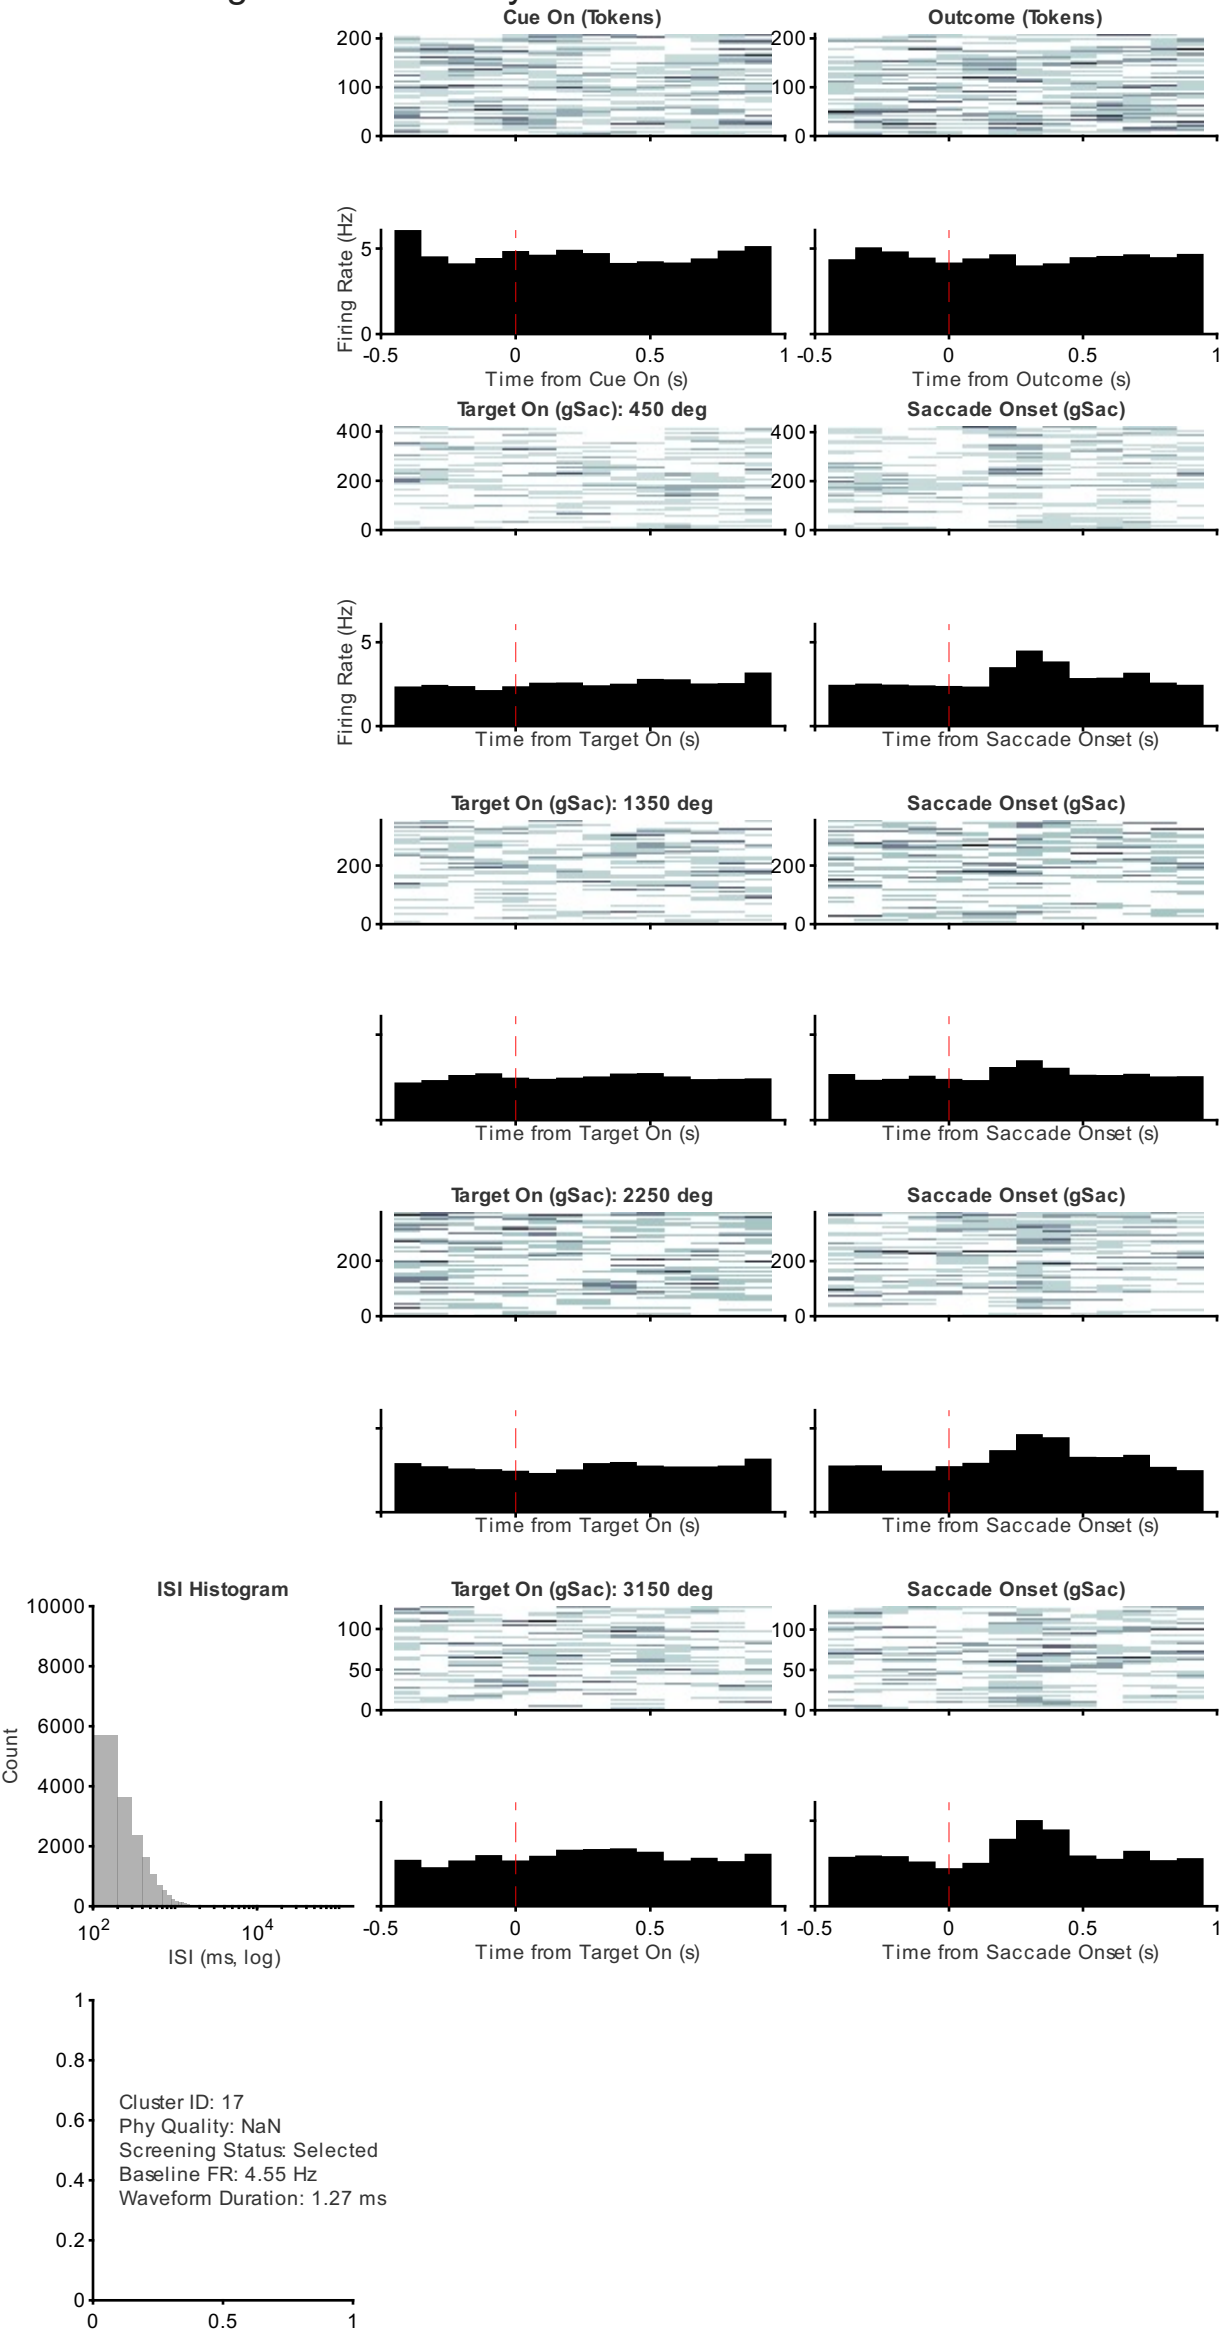 Cue On (Tokens)
Outcome (Tokens)
200
100
0
200
100
0
Firing Rate (Hz)
5
0
-0.5
0
0.5
1
-0.5
0
0.5
1
Time from Cue On (s)
Time from Outcome (s)
Target On (gSac): 450 deg
Saccade Onset (gSac)
400
200
0
400
200
0
Firing Rate (Hz)
5
0
Time from Target On (s)
Time from Saccade Onset (s)
Target On (gSac): 1350 deg
Saccade Onset (gSac)
200
0
200
0
Time from Target On (s)
Time from Saccade Onset (s)
Target On (gSac): 2250 deg
Saccade Onset (gSac)
200
0
200
0
Time from Target On (s)
Time from Saccade Onset (s)
ISI Histogram
Target On (gSac): 3150 deg
Saccade Onset (gSac)
10000
8000
6000
4000
2000
0
Count
10^2
10^4
ISI (ms, log)
100
50
0
100
50
0
-0.5
0
0.5
1
-0.5
0
0.5
1
Time from Target On (s)
Time from Saccade Onset (s)
1
0.8
0.6
0.4
0.2
0
0
0.5
1
Cluster ID: 17
Phy Quality: NaN
Screening Status: Selected
Baseline FR: 4.55 Hz
Waveform Duration: 1.27 ms